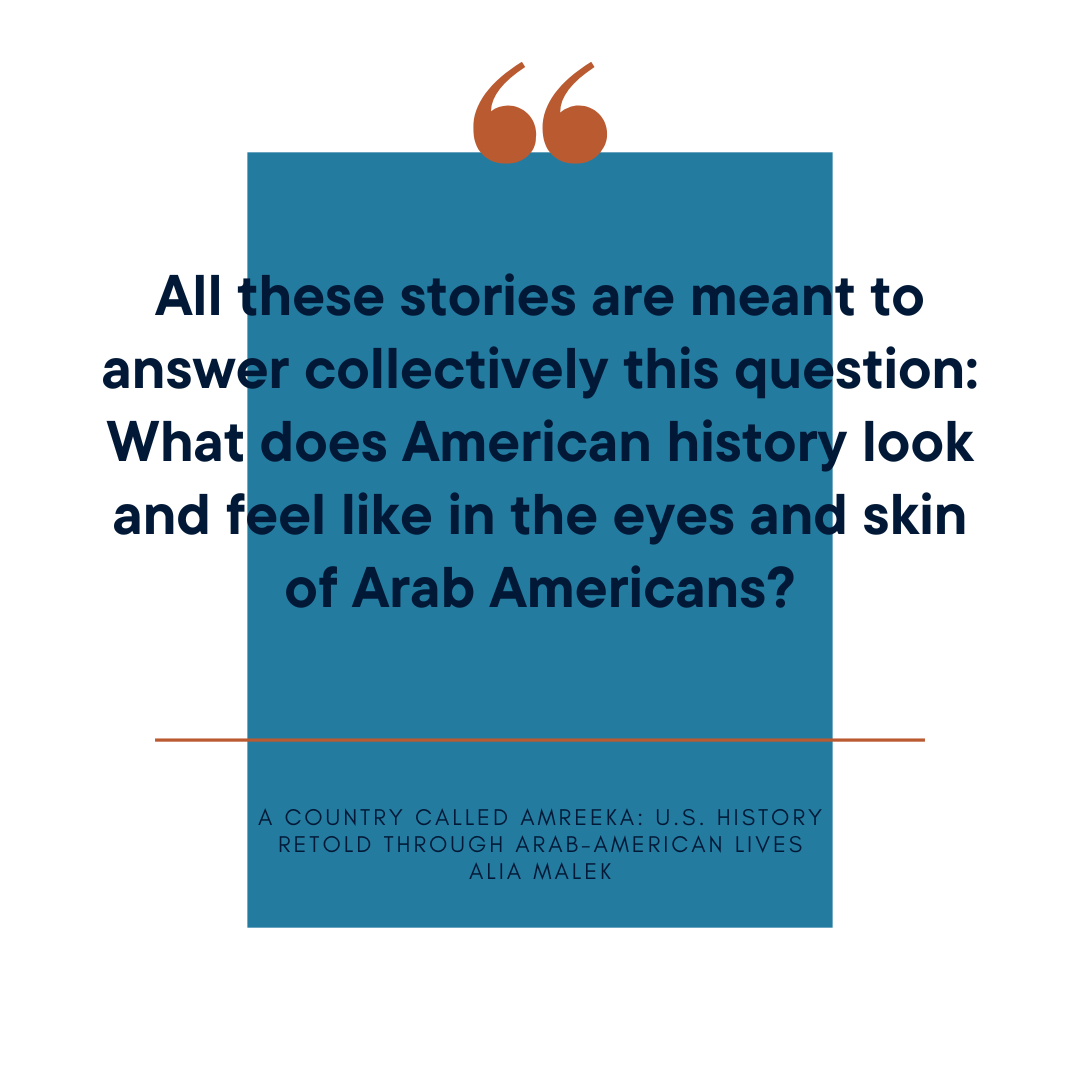 “
All these stories are meant to
answer collectively this question:
What does American history look
and feel like in the eyes and skin
of Arab Americans?
A COUNTRY CALLED AMREEKA: U.S. HISTORY
RETOLD THROUGH ARAB-AMERICAN LIVES
ALIA MALEK